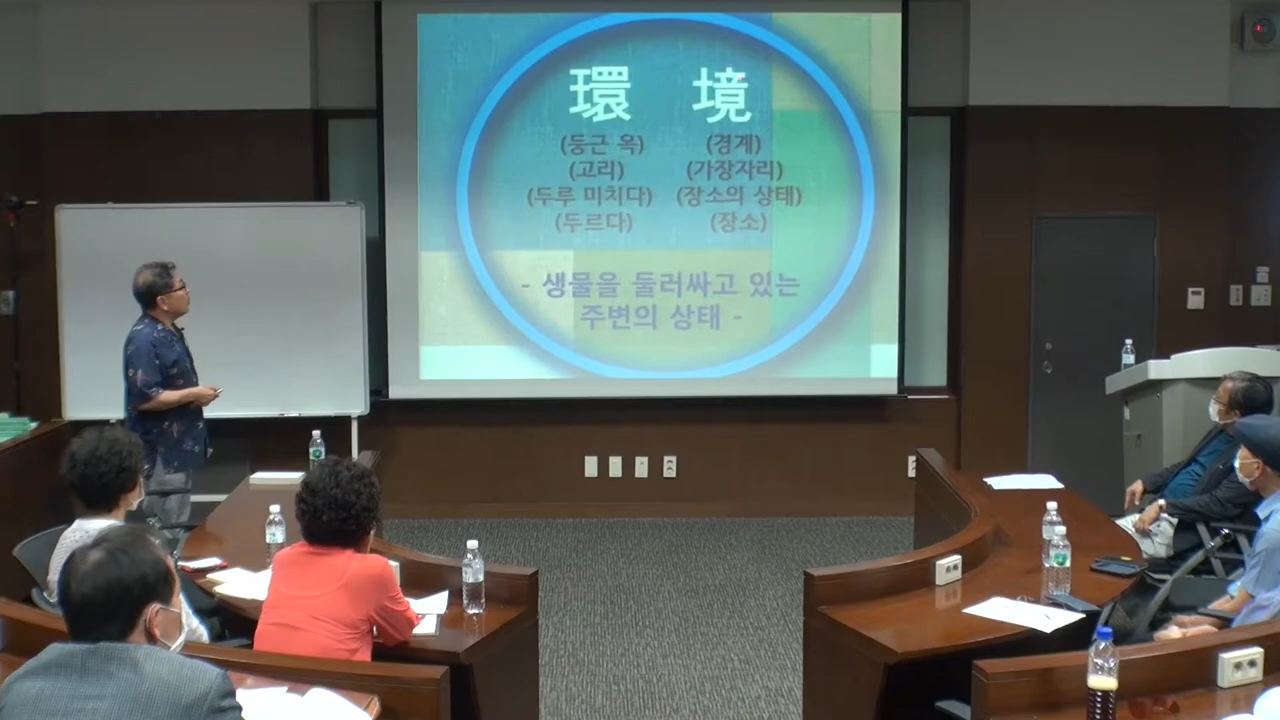 環 境
(둥근 옥) (경계)
(고리) (가장자리)
(두루 미치다) (장소의 상태)
(두르다) (장소)
- 생물을 둘러싸고 있는
주변의 상태 -